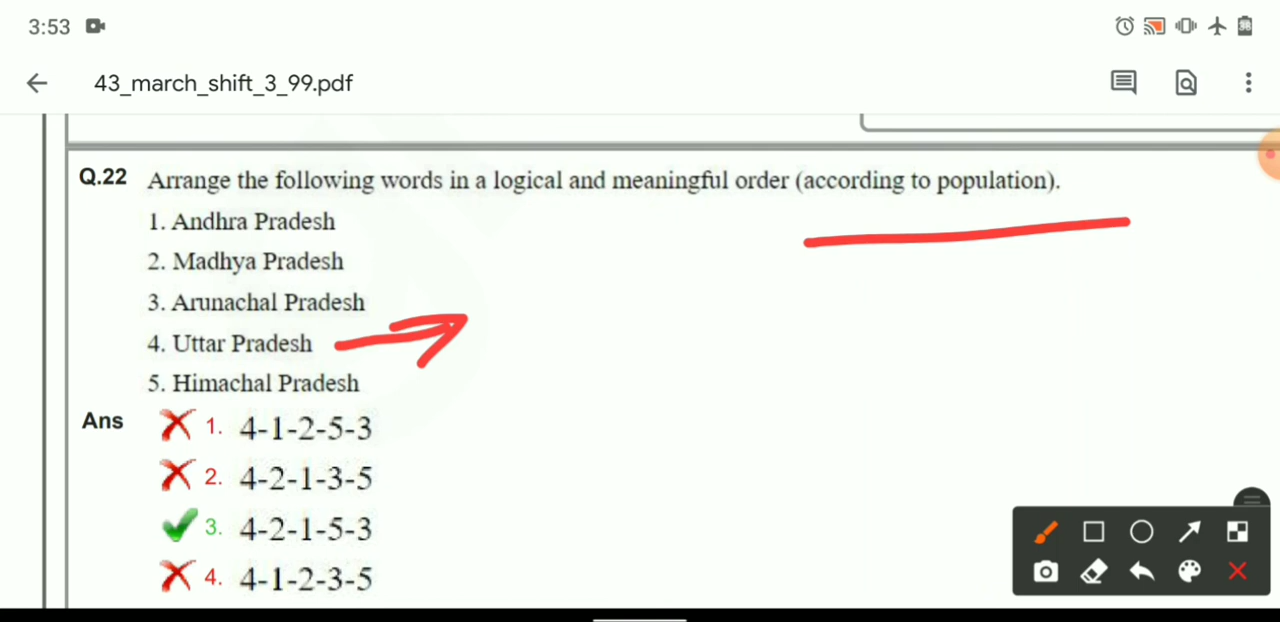 3:53
43_march_shift_3_99.pdf
Q.22 Arrange the following words in a logical and meaningful order (according to population).
1. Andhra Pradesh
2. Madhya Pradesh
3. Arunachal Pradesh
4. Uttar Pradesh
5. Himachal Pradesh
Ans 1. 4-1-2-5-3
2. 4-2-1-3-5
3. 4-2-1-5-3
4. 4-1-2-3-5